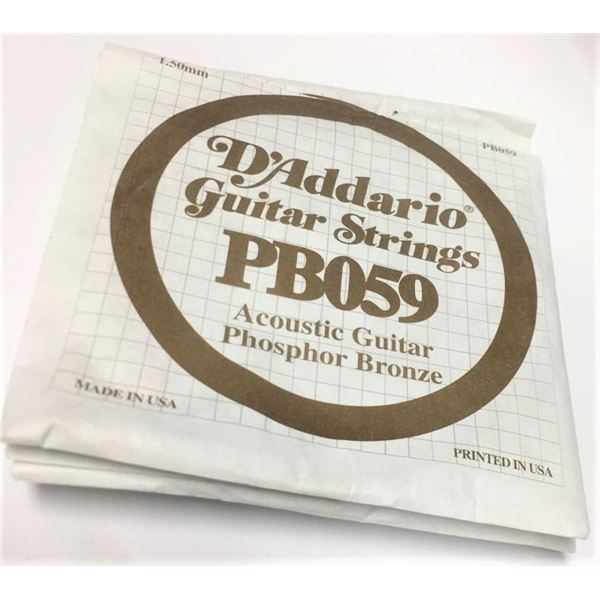 1.50mm
PB059
D'Addario®
Guitar Strings
PB059
Acoustic Guitar
Phosphor Bronze
MADE IN USA
PRINTED IN USA